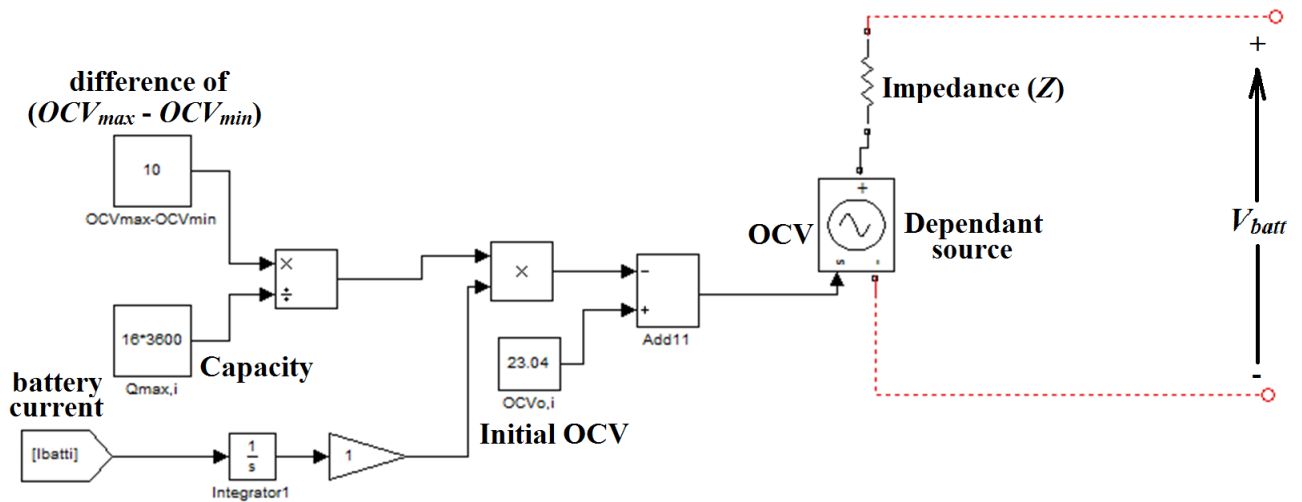 difference of
(OCVmax - OCVmin)
10
OCVmax-OCVmin
×
÷
16*3600
Qmax,i
Capacity
battery
current
[Ibatti]
1
s
Integrator1
1
×
23.04
OCVo,i
Initial OCV
-
+
Add11
OCV
+
s
-
Dependant
source
Impedance (Z)
+
Vbatt
-